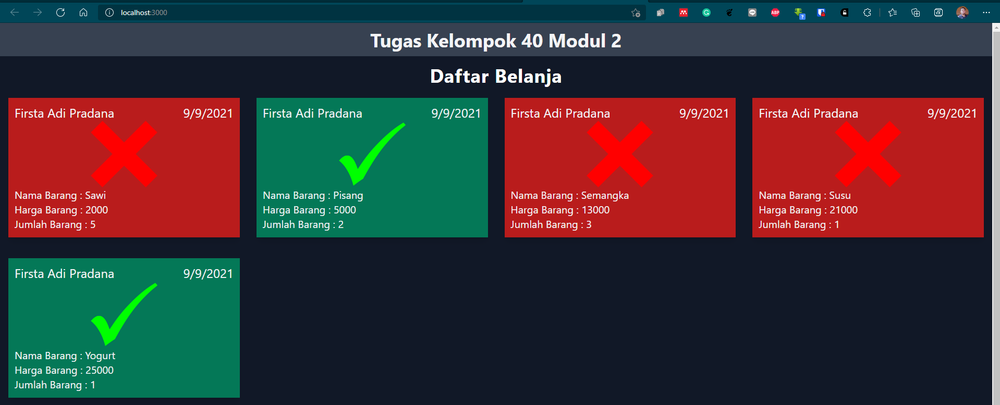 localhost:3000
ABP
?
Tugas Kelompok 40 Modul 2
Daftar Belanja
Firsta Adi Pradana 9/9/2021
Nama Barang : Sawi
Harga Barang : 2000
Jumlah Barang : 5
Firsta Adi Pradana 9/9/2021
Nama Barang : Pisang
Harga Barang : 5000
Jumlah Barang : 2
Firsta Adi Pradana 9/9/2021
Nama Barang : Semangka
Harga Barang : 13000
Jumlah Barang : 3
Firsta Adi Pradana 9/9/2021
Nama Barang : Susu
Harga Barang : 21000
Jumlah Barang : 1
Firsta Adi Pradana 9/9/2021
Nama Barang : Yogurt
Harga Barang : 25000
Jumlah Barang : 1